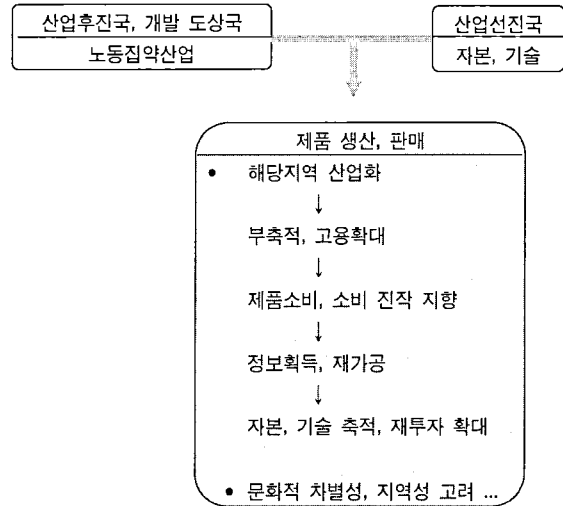 산업후진국, 개발 도상국
노동집약산업
산업선진국
자본, 기술
제품 생산, 판매
• 해당지역 산업화
↓
부축적, 고용확대
↓
제품소비, 소비 진작 지향
↓
정보획득, 재가공
↓
자본, 기술 축적, 재투자 확대
• 문화적 차별성, 지역성 고려 ...